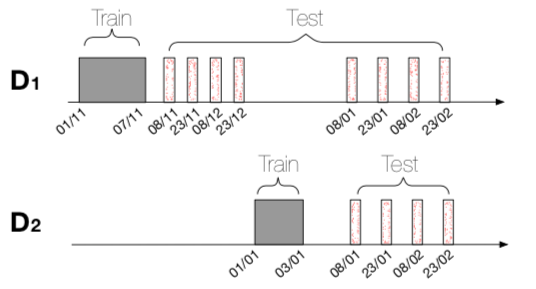 Train Test
D1
01/11 07/11 08/11 23/11 08/12 23/12 08/01 23/01 08/02 23/02
Train Test
D2
01/01 03/01 08/01 23/01 08/02 23/02